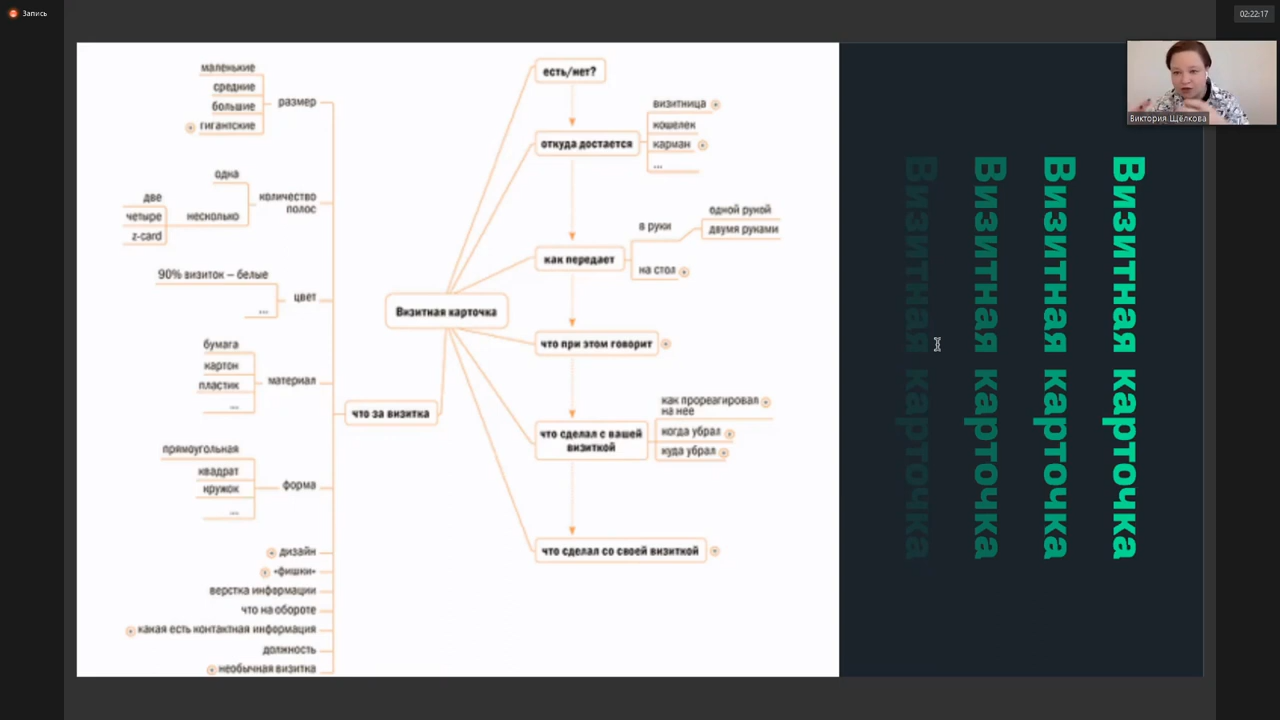 Запись
02:22:17
Виктория Щёлкова
маленькие
средние
большие
гигантские
размер
одна
две
четыре
z-card
несколько
количество
полос
90% визиток – белые
...
цвет
бумага
картон
пластик
...
материал
прямоугольная
квадрат
кружок
...
форма
дизайн
«фишки»
верстка информации
что на обороте
какая есть контактная информация
должность
необычная визитка
что за визитка
Визитная карточка
есть/нет?
откуда достается
визитница
кошелек
карман
...
как передает
в руки
одной рукой
двумя руками
на стол
что при этом говорит
что сделал с вашей
визиткой
как прореагировал
на нее
когда убрал
куда убрал
что сделал со своей визиткой
Визитная карточка
Визитная карточка
Визитная карточка
Визитная карточка